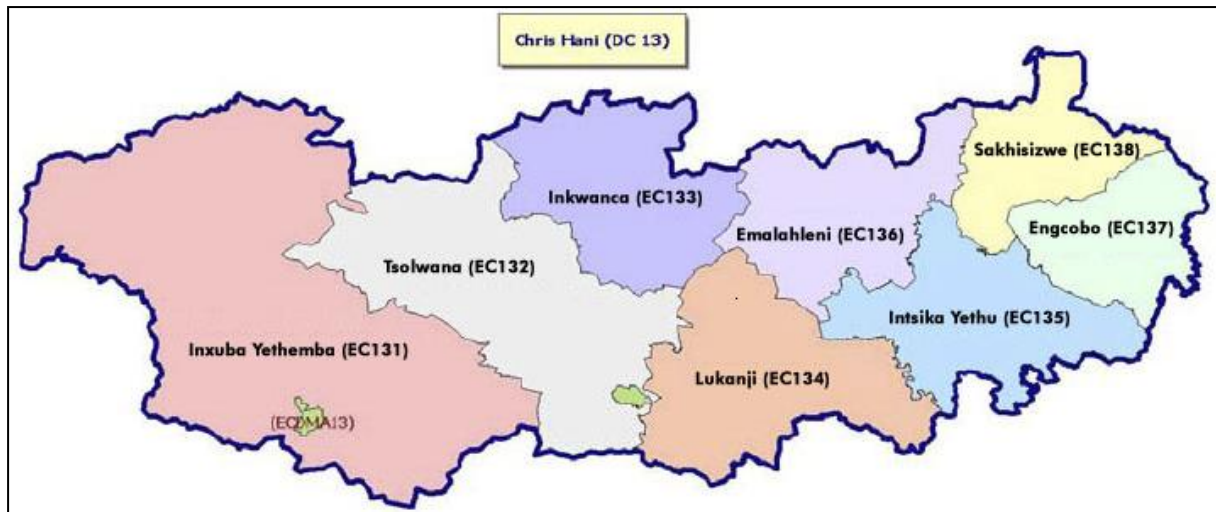 Chris Hani (DC 13)
Sakhisizwe (EC138)
Inkwanca (EC133)
Engcobo (EC137)
Emalahleni (EC136)
Tsolwana (EC132)
Intsika Yethu (EC135)
Inxuba Yethemba (EC131)
Lukanji (EC134)
(ECDMA13)